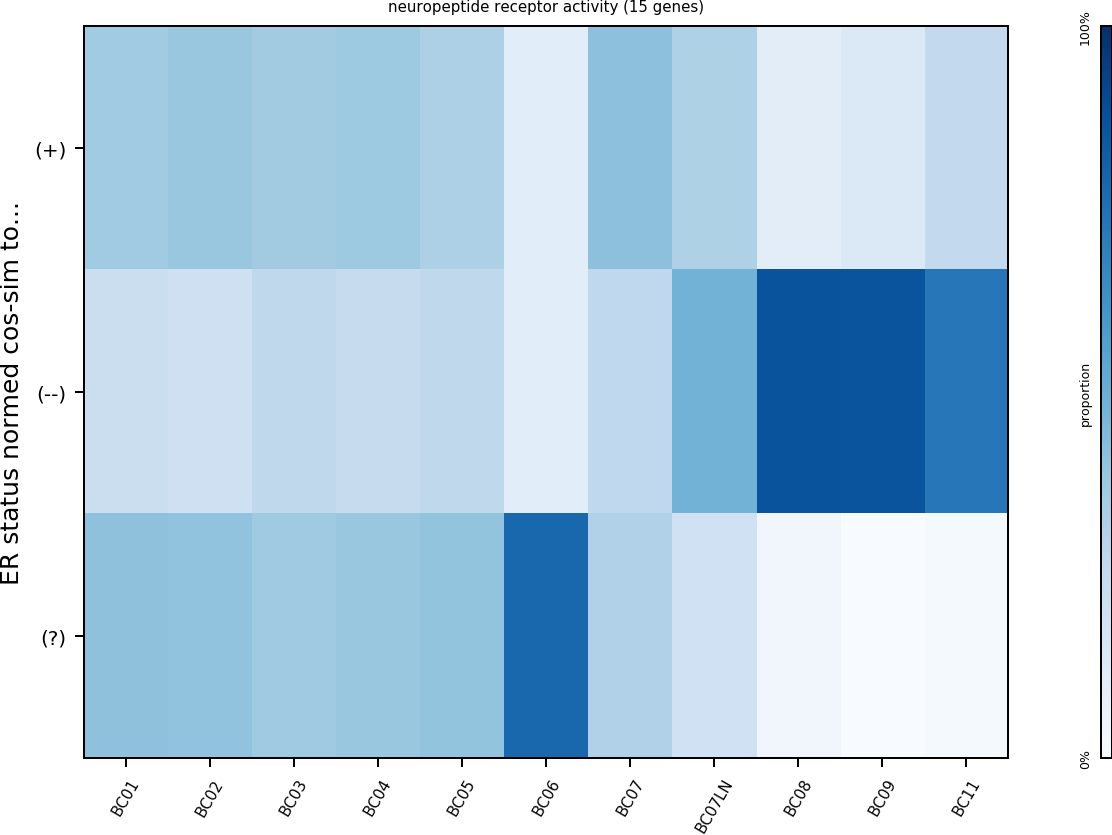 neuropeptide receptor activity (15 genes)
ER status normed cos-sim to...
(+)
(--)
(?)
BC01
BC02
BC03
BC04
BC05
BC06
BC07
BC07LN
BC08
BC09
BC11
100%
proportion
0%